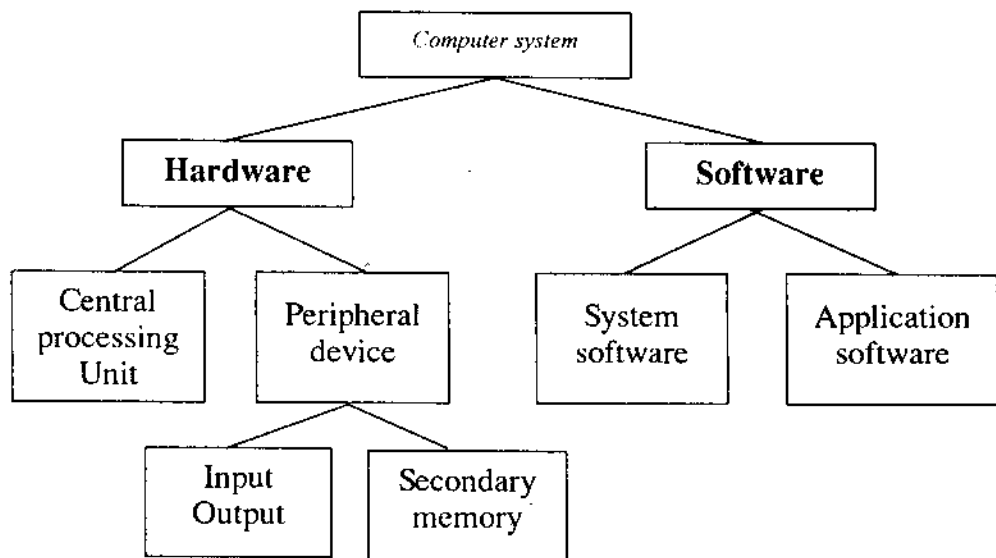 Computer system
Hardware
Software
Central
processing
Unit
Peripheral
device
System
software
Application
software
Input
Output
Secondary
memory